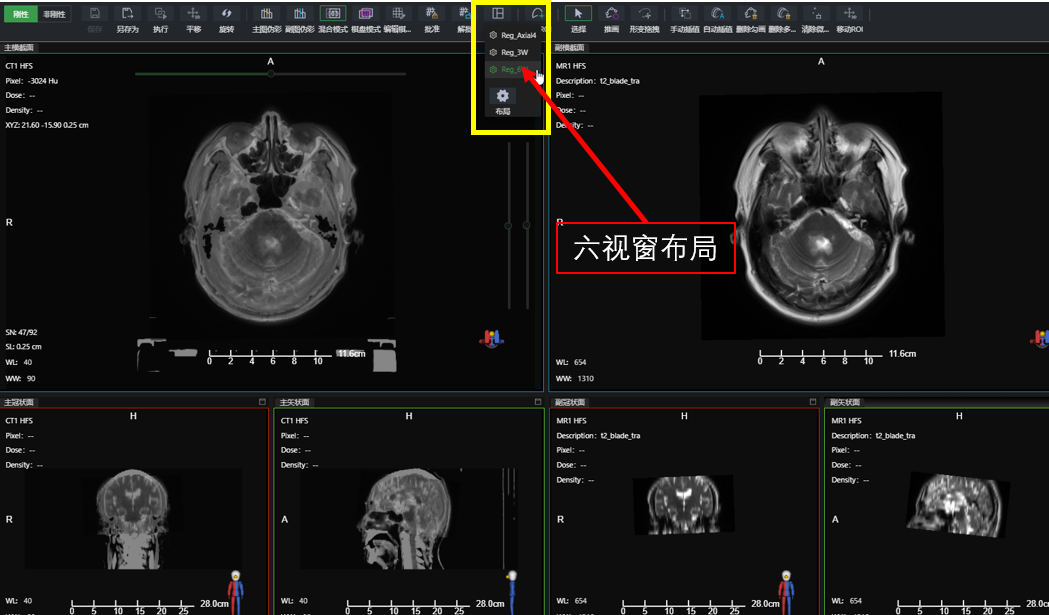 刚性 非刚性 保存 另存为 执行 平移 旋转 主图伪彩 副图伪彩 混合模式 棋盘模式 编辑棋... 批准 选择 推画 形变拖拽 手动插值 自动插值 删除勾画 删除多... 清除微... 移动ROI
Reg_Axial4
Reg_3W
布局
六视窗布局
主横截面
CT1 HFS
Pixel: -3024 Hu
Dose: --
Density: --
XYZ: 21.60 -15.90 0.25 cm
A
R
SN: 47/92
SL: 0.25 cm
WL: 40
WW: 90
0 2 4 6 8 10 11.6cm
副横截面
MR1 HFS
Description: t2_blade_tra
Pixel: --
Dose: --
Density: --
A
R
WL: 654
WW: 1310
0 2 4 6 8 10 11.6cm
主冠状面
CT1 HFS
Pixel: --
Dose: --
Density: --
H
R
WL: 40
0 5 10 15 20 25 28.0cm
主矢状面
CT1 HFS
Pixel: --
Dose: --
Density: --
H
A
WL: 40
0 5 10 15 20 25 28.0cm
副冠状面
MR1 HFS
Description: t2_blade_tra
Pixel: --
Dose: --
Density: --
H
R
WL: 654
0 5 10 15 20 25 28.0cm
副矢状面
MR1 HFS
Description: t2_blade_tra
Pixel: --
Dose: --
Density: --
H
A
WL: 654
0 5 10 15 20 25 28.0cm